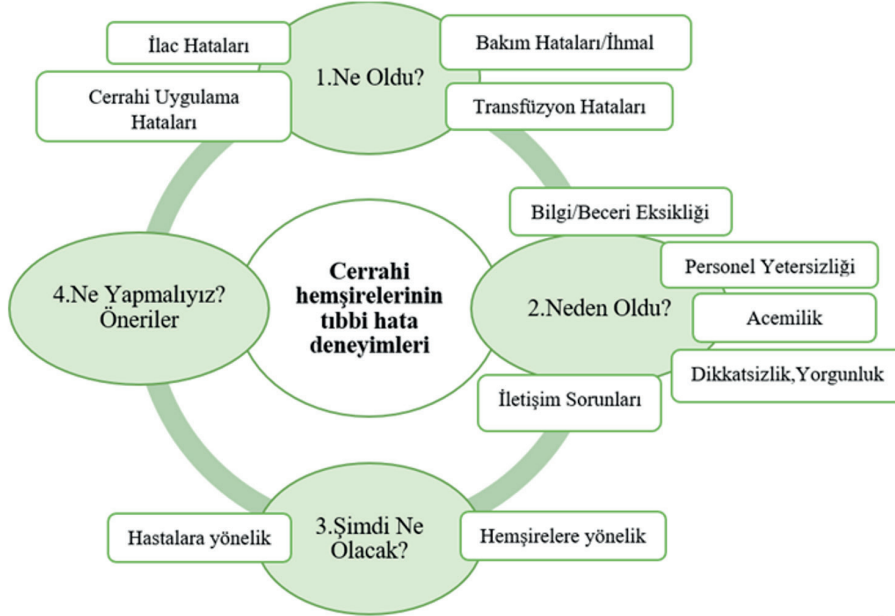 1.Ne Oldu?
İlac Hataları
Cerrahi Uygulama
Hataları
Bakım Hataları/İhmal
Transfüzyon Hataları
2.Neden Oldu?
Bilgi/Beceri Eksikliği
Personel Yetersizliği
Acemilik
Dikkatsizlik,Yorgunluk
İletişim Sorunları
3.Şimdi Ne
Olacak?
Hastalara yönelik
Hemşirelere yönelik
4.Ne Yapmalıyız?
Öneriler
Cerrahi
hemşirelerinin
tıbbi hata
deneyimleri